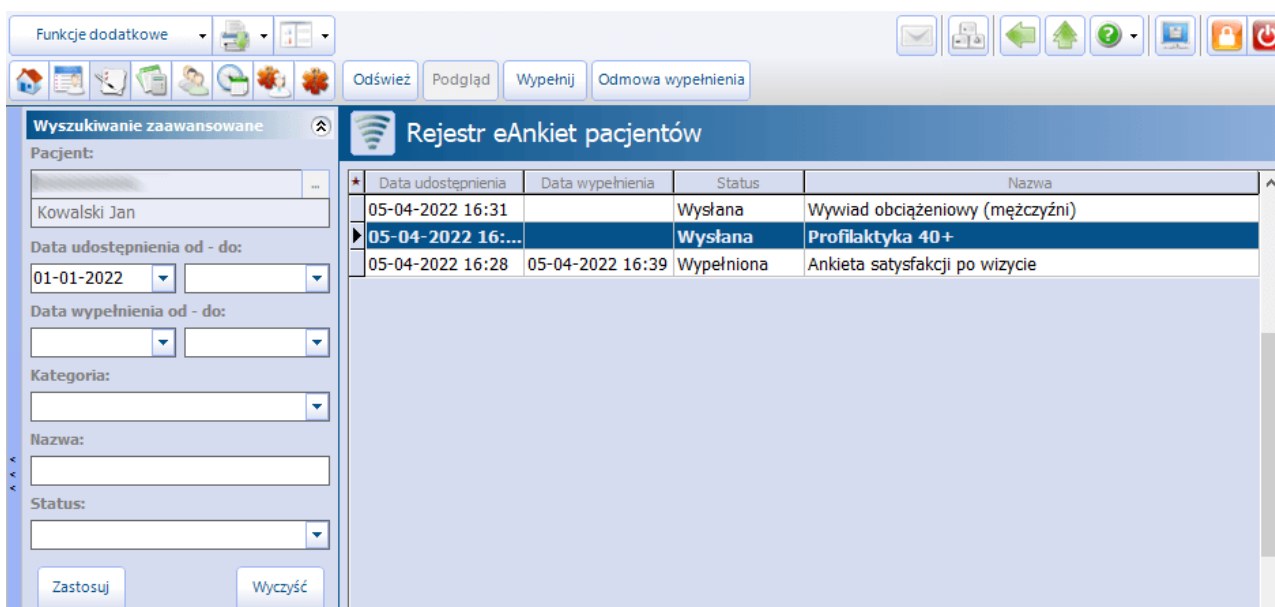 Funkcje dodatkowe
Odśwież Podgląd Wypełnij Odmowa wypełnienia
Wyszukiwanie zaawansowane
Pacjent:
...
Kowalski Jan
Data udostępnienia od - do:
01-01-2022
Data wypełnienia od - do:
Kategoria:
Nazwa:
Status:
Zastosuj Wyczyść
Rejestr eAnkiet pacjentów
Data udostępnienia Data wypełnienia Status Nazwa
05-04-2022 16:31 Wysłana Wywiad obciążeniowy (mężczyźni)
05-04-2022 16:... Wysłana Profilaktyka 40+
05-04-2022 16:28 05-04-2022 16:39 Wypełniona Ankieta satysfakcji po wizycie